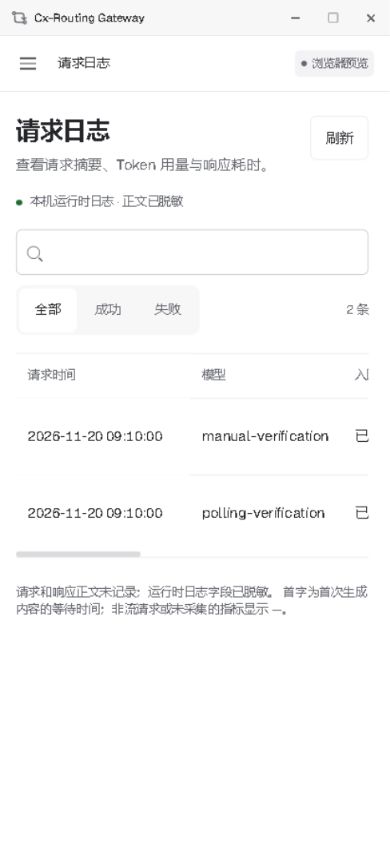 Cx-Routing Gateway
请求日志
浏览器预览
请求日志
刷新
查看请求摘要、Token 用量与响应耗时。
本机运行时日志 · 正文已脱敏
全部 成功 失败 2 条
请求时间 模型
2026-11-20 09:10:00 manual-verification 已
2026-11-20 09:10:00 polling-verification 已
请求和响应正文未记录；运行时日志字段已脱敏。 首字为首次生成
内容的等待时间；非流请求或未采集的指标显示 —。